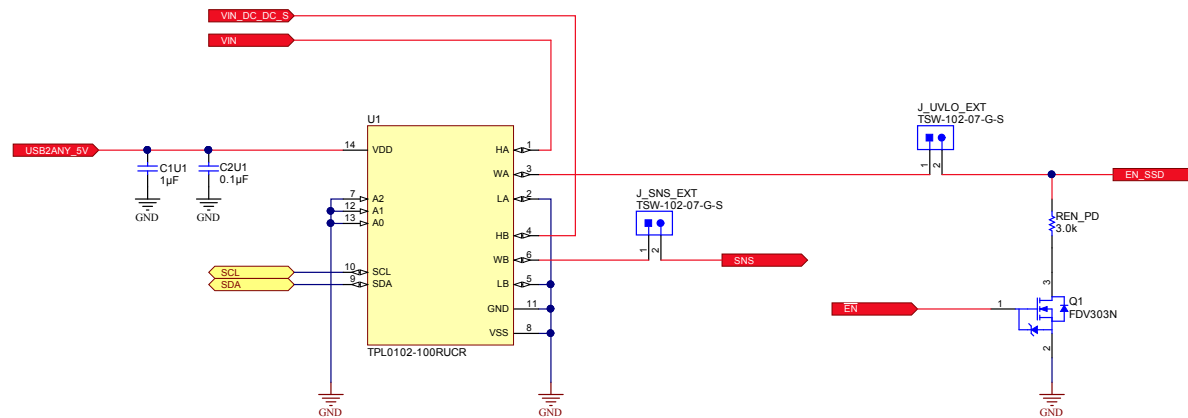 VIN_DC_DC_S
VIN
J_UVLO_EXT
TSW-102-07-G-S
U1
USB2ANY_5V
14
VDD
HA
1
1
2
EN_SSD
C1U1
1µF
C2U1
0.1µF
WA
3
GND
GND
7
A2
12
A1
13
A0
LA
2
J_SNS_EXT
TSW-102-07-G-S
REN_PD
3.0k
HB
4
1
2
WB
6
SNS
SCL
10
SCL
SDA
9
SDA
LB
5
3
Q1
FDV303N
EN
1
GND
11
VSS
8
2
TPL0102-100RUCR
GND
GND
GND